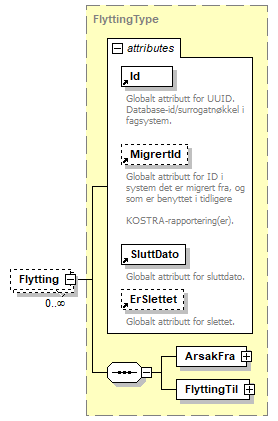 FlyttingType
attributes
Id
Globalt attributt for UUID.
Database-id/surrogatnøkkel i
fagsystem.
MigrertId
Globalt attributt for ID i
system det er migrert fra, og
som er benyttet i tidligere
KOSTRA-rapportering(er).
SluttDato
Globalt attributt for sluttdato.
ErSlettet
Globalt attributt for slettet.
Flytting
0..∞
ArsakFra
FlyttingTil